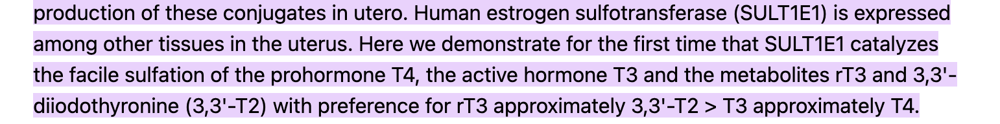 production of these conjugates in utero. Human estrogen sulfotransferase (SULT1E1) is expressed
among other tissues in the uterus. Here we demonstrate for the first time that SULT1E1 catalyzes
the facile sulfation of the prohormone T4, the active hormone T3 and the metabolites rT3 and 3,3'-
diiodothyronine (3,3'-T2) with preference for rT3 approximately 3,3'-T2 > T3 approximately T4.